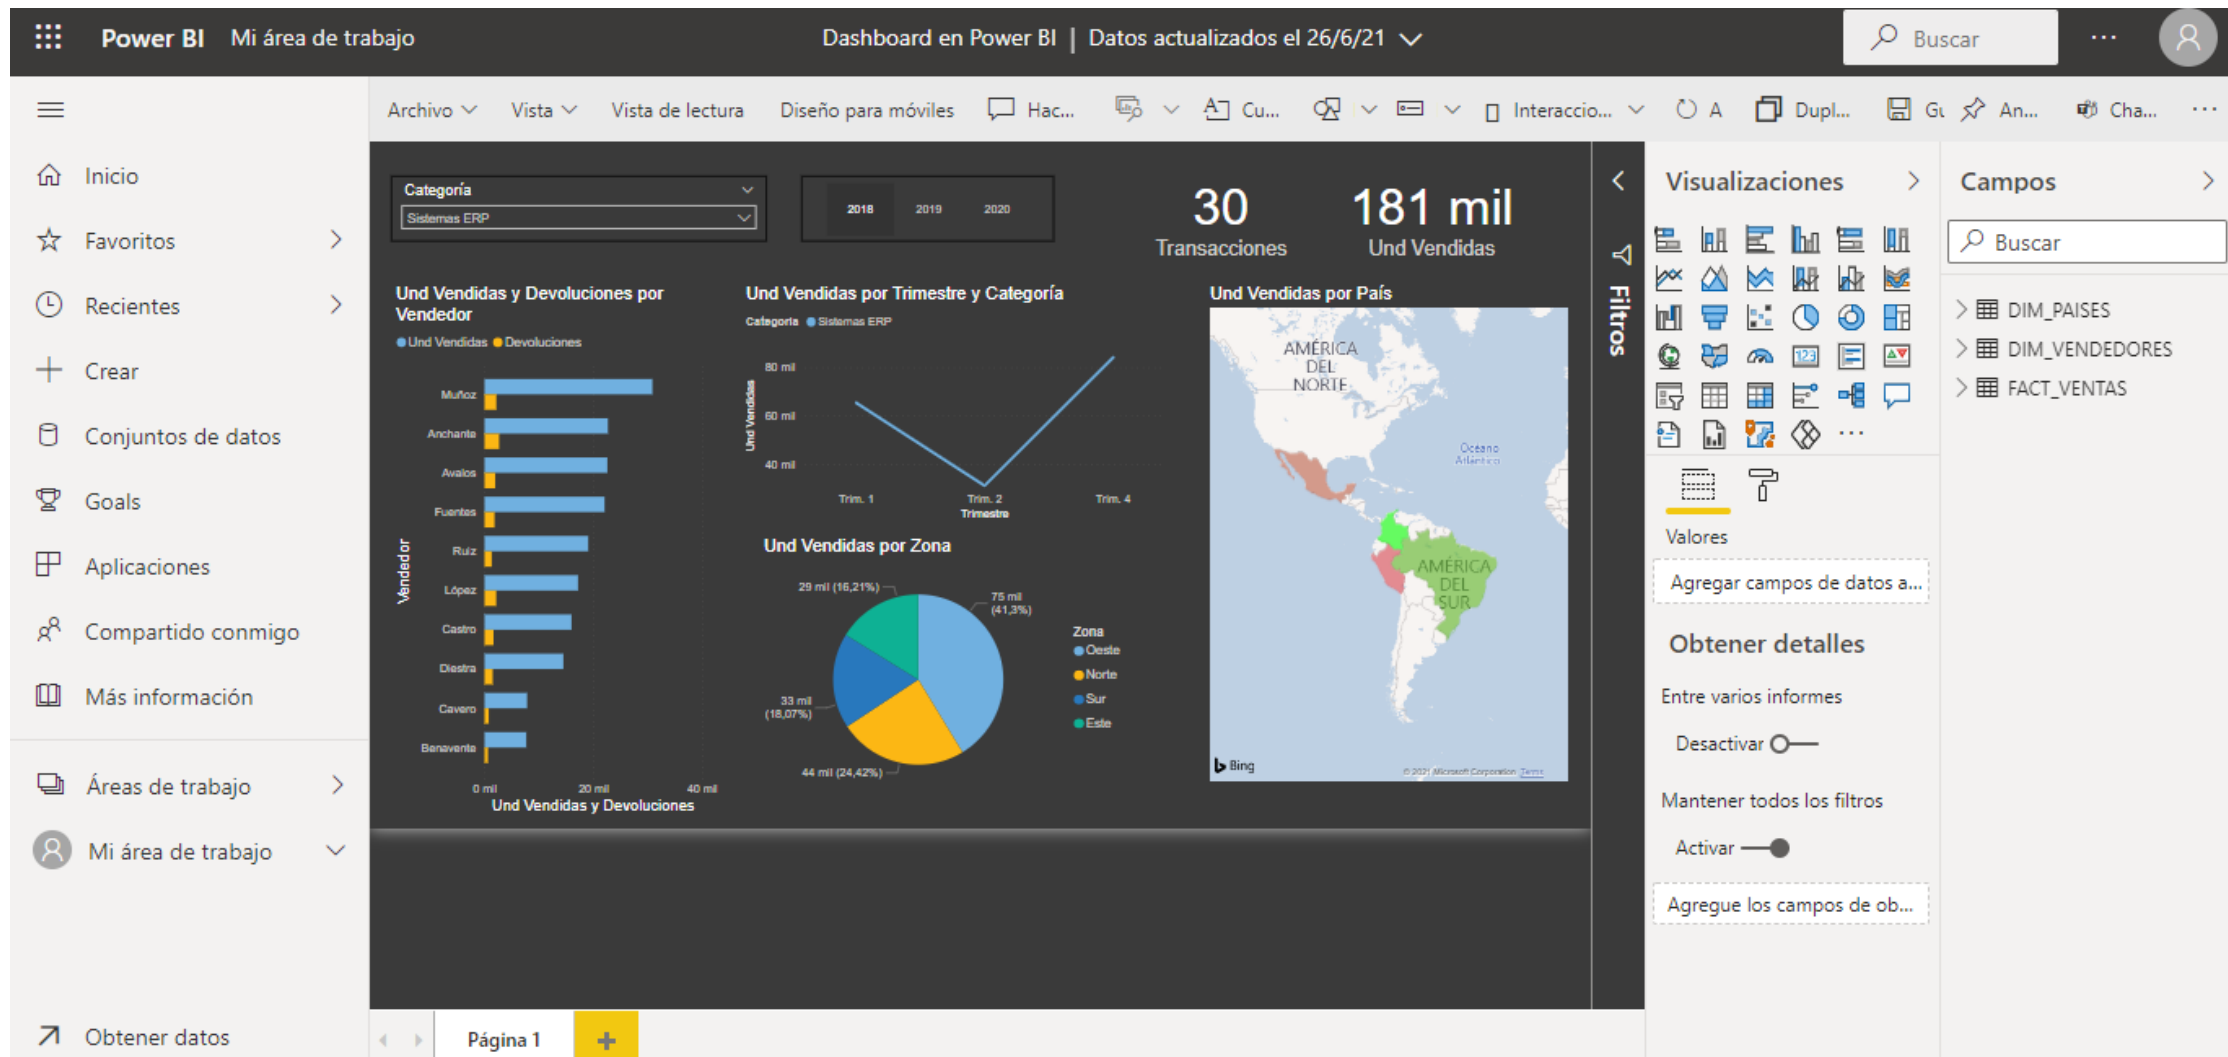 Power BI Mi área de trabajo
Dashboard en Power BI | Datos actualizados el 26/6/21
Buscar
Archivo Vista Vista de lectura Diseño para móviles Hac... Cu... Interaccio... A Dupl... Gu An... Cha...
Inicio
Favoritos
Recientes
Crear
Conjuntos de datos
Goals
Aplicaciones
Compartido conmigo
Más información
Áreas de trabajo
Mi área de trabajo
Obtener datos
Categoría
Sistemas ERP
2018 2019 2020
30
Transacciones
181 mil
Und Vendidas
Und Vendidas y Devoluciones por
Vendedor
Und Vendidas Devoluciones
Vendedor
Muñoz
Anchante
Avalos
Fuentes
Ruiz
López
Castro
Diestra
Cavero
Benavente
0 mil 20 mil 40 mil
Und Vendidas y Devoluciones
Und Vendidas por Trimestre y Categoría
Categoría Sistemas ERP
Und Vendidas
80 mil
60 mil
40 mil
Trim. 1 Trim. 2 Trim. 4
Trimestre
Und Vendidas por Zona
29 mil (16,21%)
75 mil
(41,3%)
33 mil
(18,07%)
44 mil (24,42%)
Zona
Oeste
Norte
Sur
Este
Und Vendidas por País
AMÉRICA
DEL
NORTE
Océano
Atlántico
AMÉRICA
DEL
SUR
Bing
© 2021 Microsoft Corporation Terms
Filtros
Visualizaciones
Valores
Agregar campos de datos a...
Obtener detalles
Entre varios informes
Desactivar
Mantener todos los filtros
Activar
Agregue los campos de ob...
Campos
Buscar
DIM_PAISES
DIM_VENDEDORES
FACT_VENTAS
Página 1 +